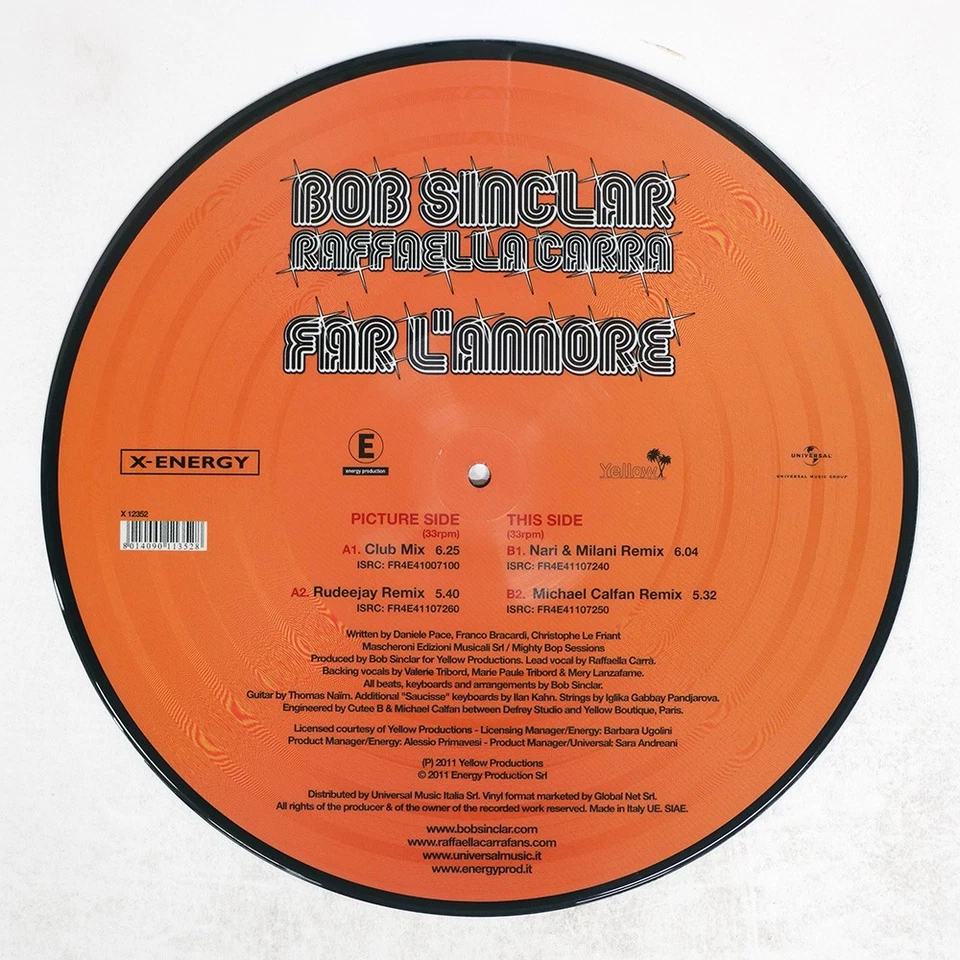 BOB SINCLAR
RAFFAELLA CARRA
FAR L"AMORE
X-ENERGY
E
energy production
Yellow
UNIVERSAL
UNIVERSAL MUSIC GROUP
X 12352
8 014090 113528
PICTURE SIDE
(33rpm)
A1. Club Mix 6.25
ISRC: FR4E41007100
A2. Rudeejay Remix 5.40
ISRC: FR4E41107260
THIS SIDE
(33rpm)
B1. Nari & Milani Remix 6.04
ISRC: FR4E41107240
B2. Michael Calfan Remix 5.32
ISRC: FR4E41107250
Written by Daniele Pace, Franco Bracardi, Christophe Le Friant
Mascheroni Edizioni Musicali Srl / Mighty Bop Sessions
Produced by Bob Sinclar for Yellow Productions. Lead vocal by Raffaella Carrà.
Backing vocals by Valerie Tribord, Marie Paule Tribord & Mery Lanzafame.
All beats, keyboards and arrangements by Bob Sinclar.
Guitar by Thomas Naïm. Additional "Saucisse" keyboards by Ilan Kahn. Strings by Iglika Gabbay Pandjarova.
Engineered by Cutee B & Michael Calfan between Defrey Studio and Yellow Boutique, Paris.
Licensed courtesy of Yellow Productions - Licensing Manager/Energy: Barbara Ugolini
Product Manager/Energy: Alessio Primavesi - Product Manager/Universal: Sara Andreani
(P) 2011 Yellow Productions
© 2011 Energy Production Srl
Distributed by Universal Music Italia Srl. Vinyl format marketed by Global Net Srl.
All rights of the producer & of the owner of the recorded work reserved. Made in Italy UE. SIAE.
www.bobsinclar.com
www.raffaellacarrafans.com
www.universalmusic.it
www.energyprod.it